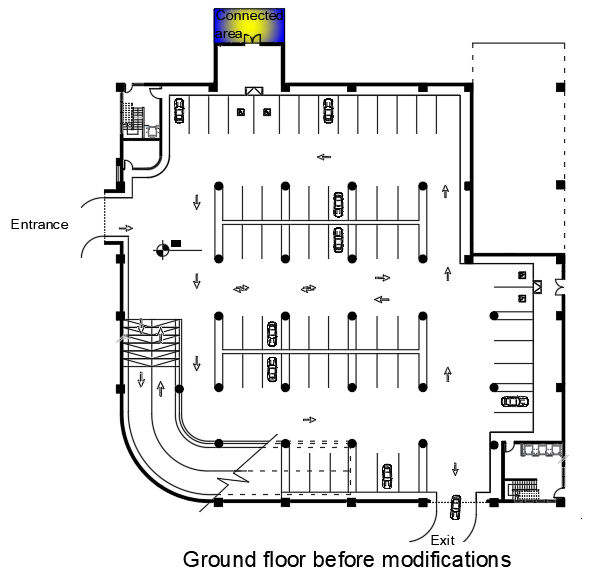 Connected
area
Entrance
Exit
Ground floor before modifications